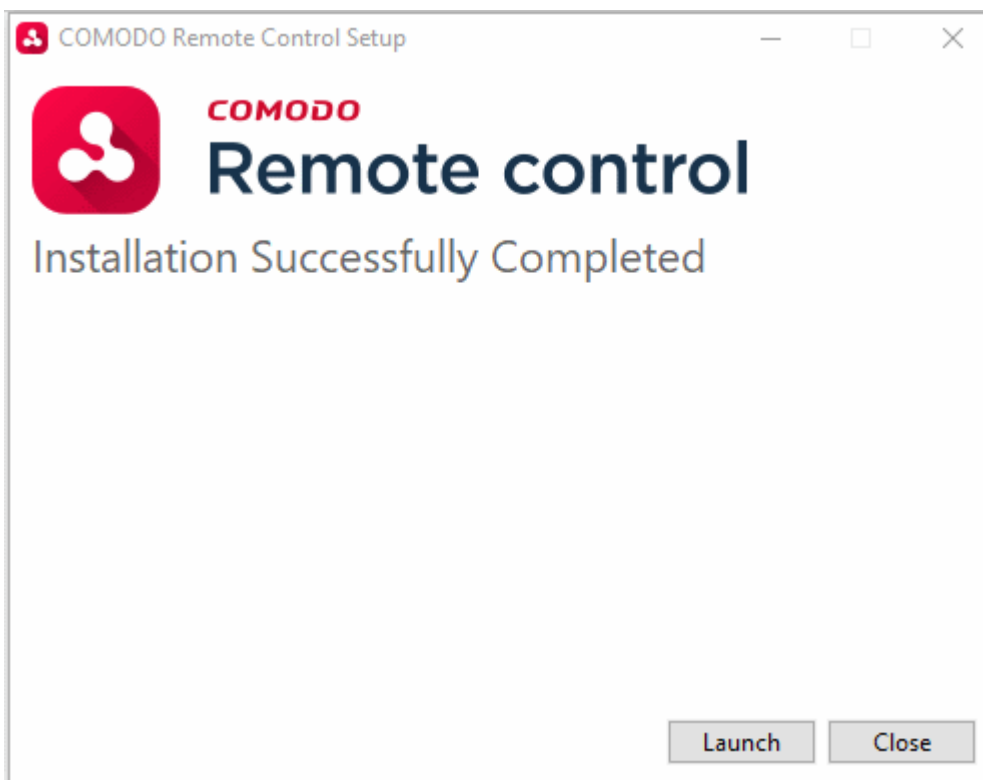 COMODO Remote Control Setup
COMODO
Remote control
Installation Successfully Completed
Launch Close